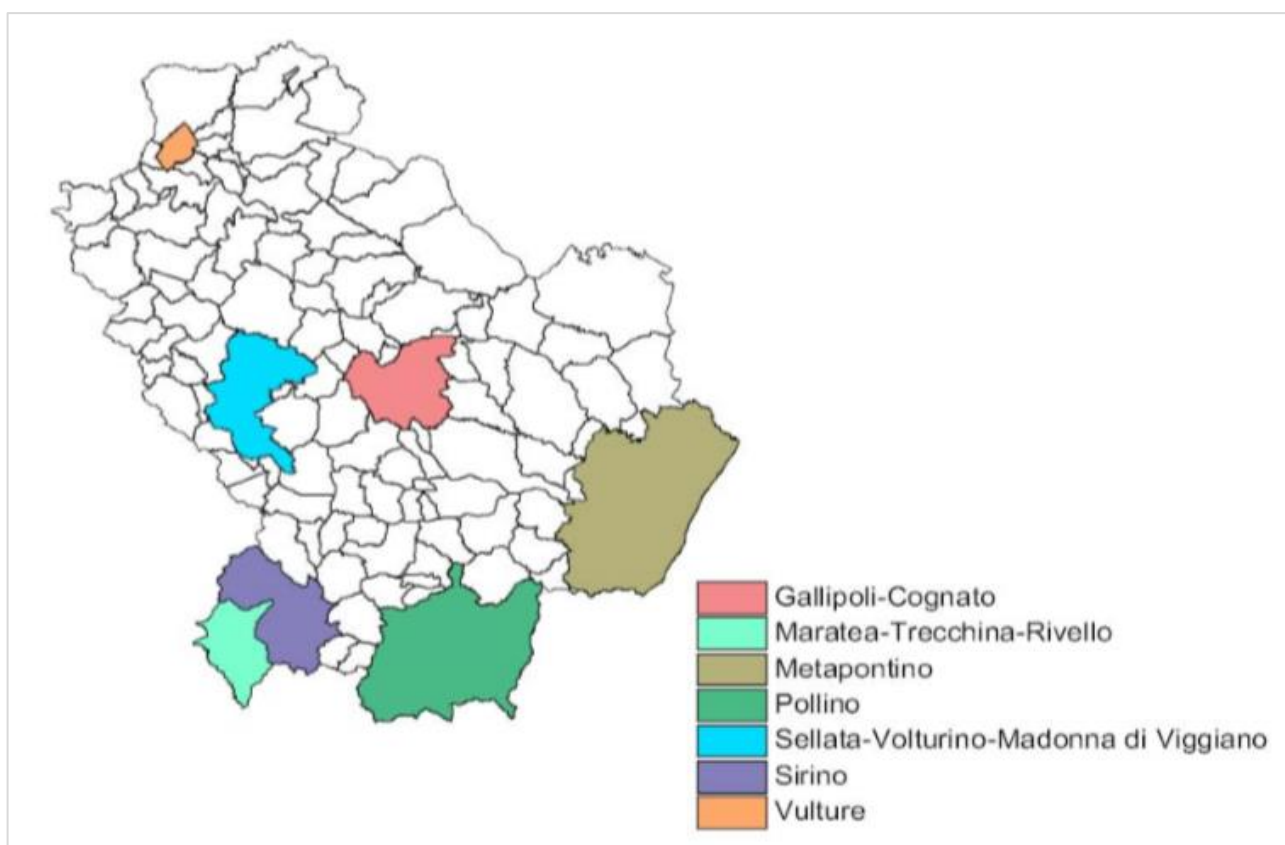 Gallipoli-Cognato
Maratea-Trecchina-Rivello
Metapontino
Pollino
Sellata-Volturino-Madonna di Viggiano
Sirino
Vulture